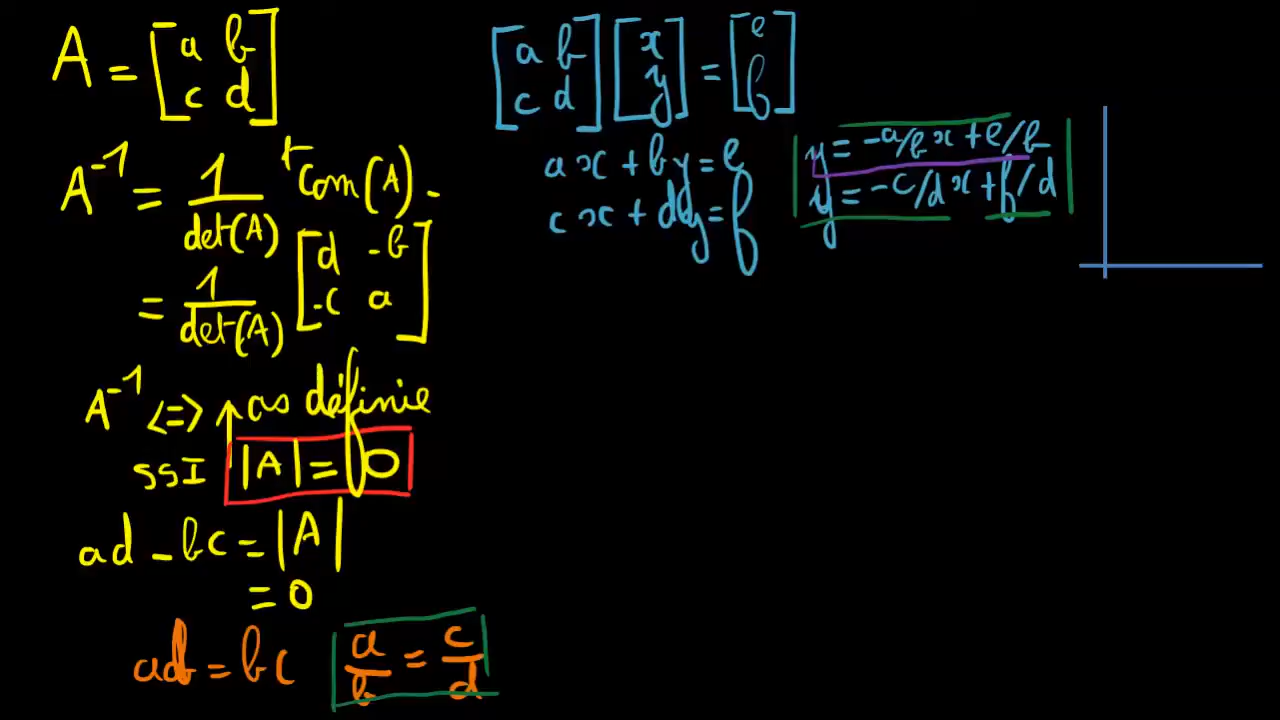 A = [a b
c d]
A⁻¹ = 1/det(A) ᵗCom(A).
= 1/det(A) [d -b
-c a]
A⁻¹ <=> as définie
SSI |A| = 0
ad - bc = |A|
= 0
ad = bc a/b = c/d
[a b
c d] [x
y] = [e
f]
ax + by = e
cx + dy = f
y = -a/b x + e/b
y = -c/d x + f/d